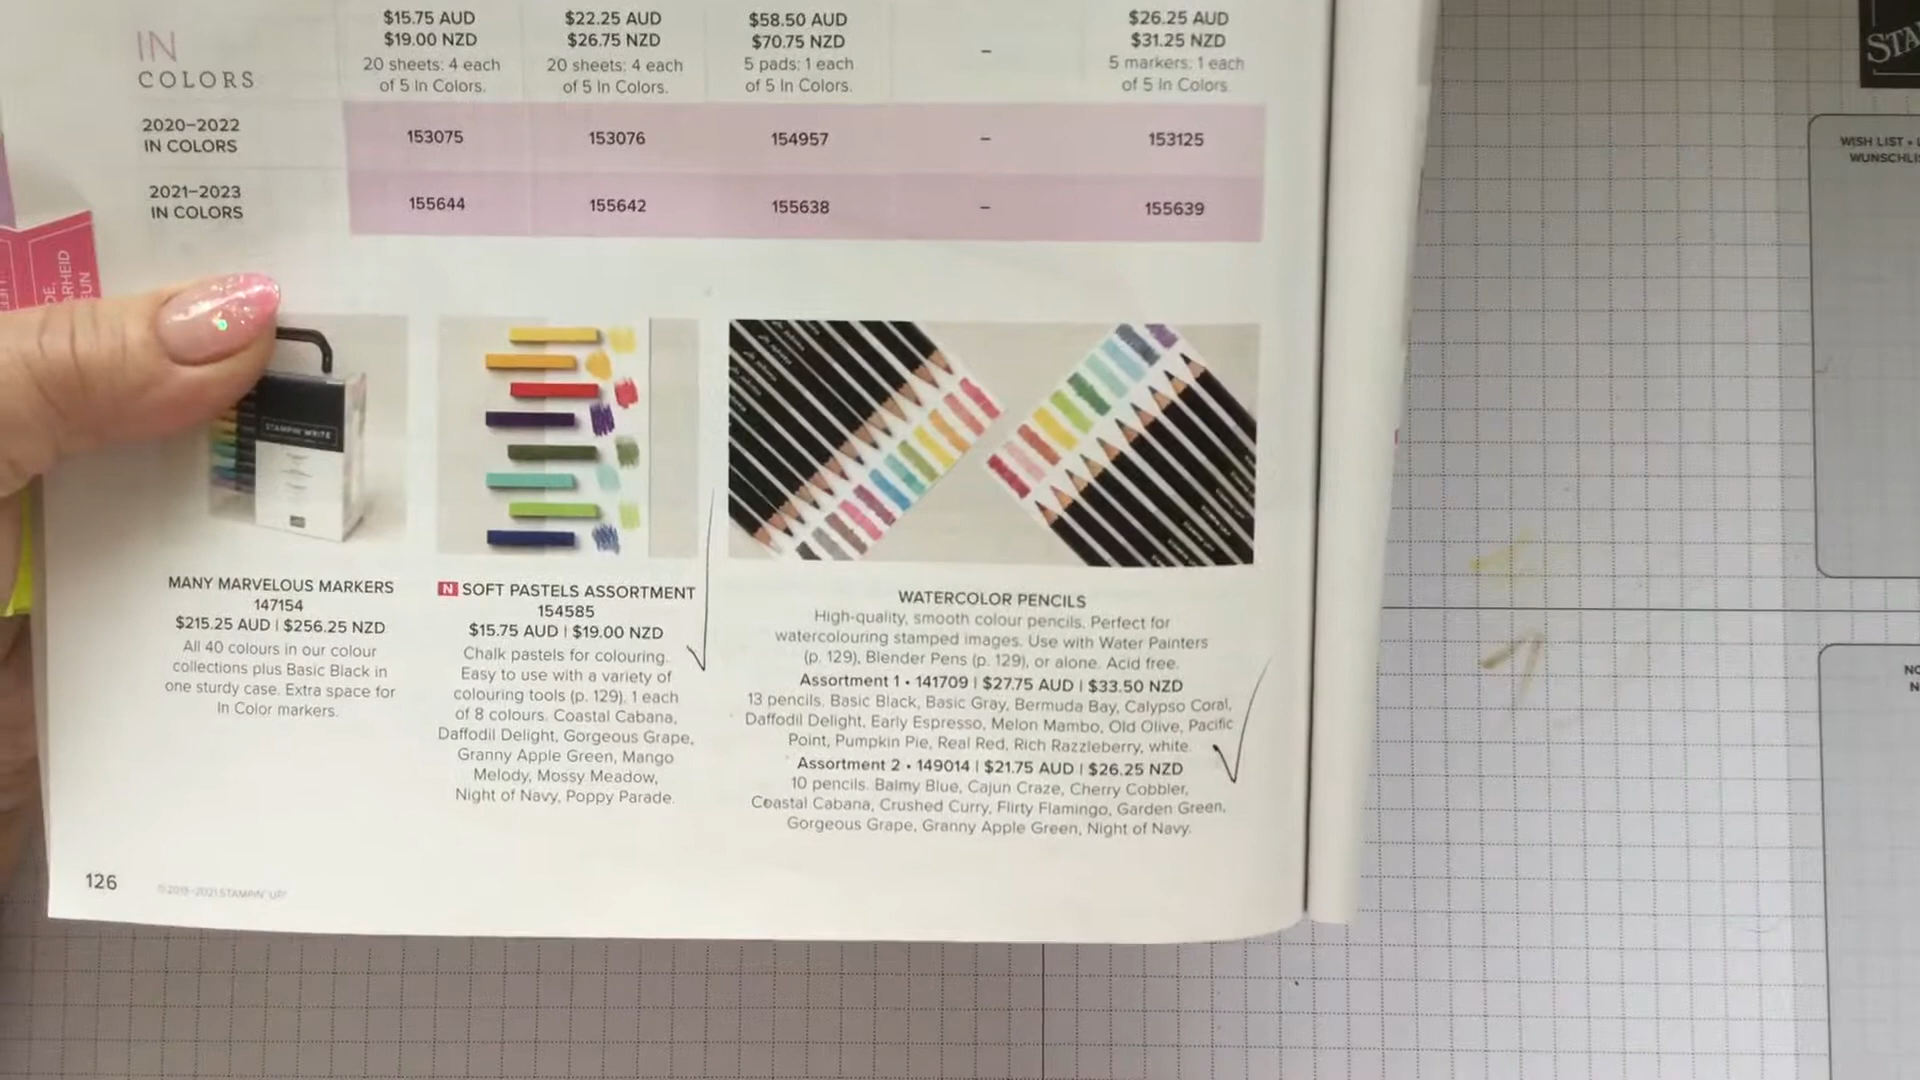 $15.75 AUD
$19.00 NZD
20 sheets: 4 each
of 5 In Colors.
$22.25 AUD
$26.75 NZD
20 sheets: 4 each
of 5 In Colors.
$58.50 AUD
$70.75 NZD
5 pads: 1 each
of 5 In Colors.
–
$26.25 AUD
$31.25 NZD
5 markers: 1 each
of 5 In Colors.
IN
COLORS
2020–2022
IN COLORS
153075
153076
154957
–
153125
2021–2023
IN COLORS
155644
155642
155638
–
155639
STAMPIN' WRITE
MANY MARVELOUS MARKERS
147154
$215.25 AUD | $256.25 NZD
All 40 colours in our colour
collections plus Basic Black in
one sturdy case. Extra space for
In Color markers.
N SOFT PASTELS ASSORTMENT
154585
$15.75 AUD | $19.00 NZD
Chalk pastels for colouring.
Easy to use with a variety of
colouring tools (p. 129). 1 each
of 8 colours. Coastal Cabana,
Daffodil Delight, Gorgeous Grape,
Granny Apple Green, Mango
Melody, Mossy Meadow,
Night of Navy, Poppy Parade.
WATERCOLOR PENCILS
High-quality, smooth colour pencils. Perfect for
watercolouring stamped images. Use with Water Painters
(p. 129), Blender Pens (p. 129), or alone. Acid free.
Assortment 1 • 141709 | $27.75 AUD | $33.50 NZD
13 pencils. Basic Black, Basic Gray, Bermuda Bay, Calypso Coral,
Daffodil Delight, Early Espresso, Melon Mambo, Old Olive, Pacific
Point, Pumpkin Pie, Real Red, Rich Razzleberry, white.
Assortment 2 • 149014 | $21.75 AUD | $26.25 NZD
10 pencils. Balmy Blue, Cajun Craze, Cherry Cobbler,
Coastal Cabana, Crushed Curry, Flirty Flamingo, Garden Green,
Gorgeous Grape, Granny Apple Green, Night of Navy.
126
©2019–2021 STAMPIN' UP!
STA
WISH LIST •
WUNSCHLIS
NO
N
DE,
ARHEID
UN